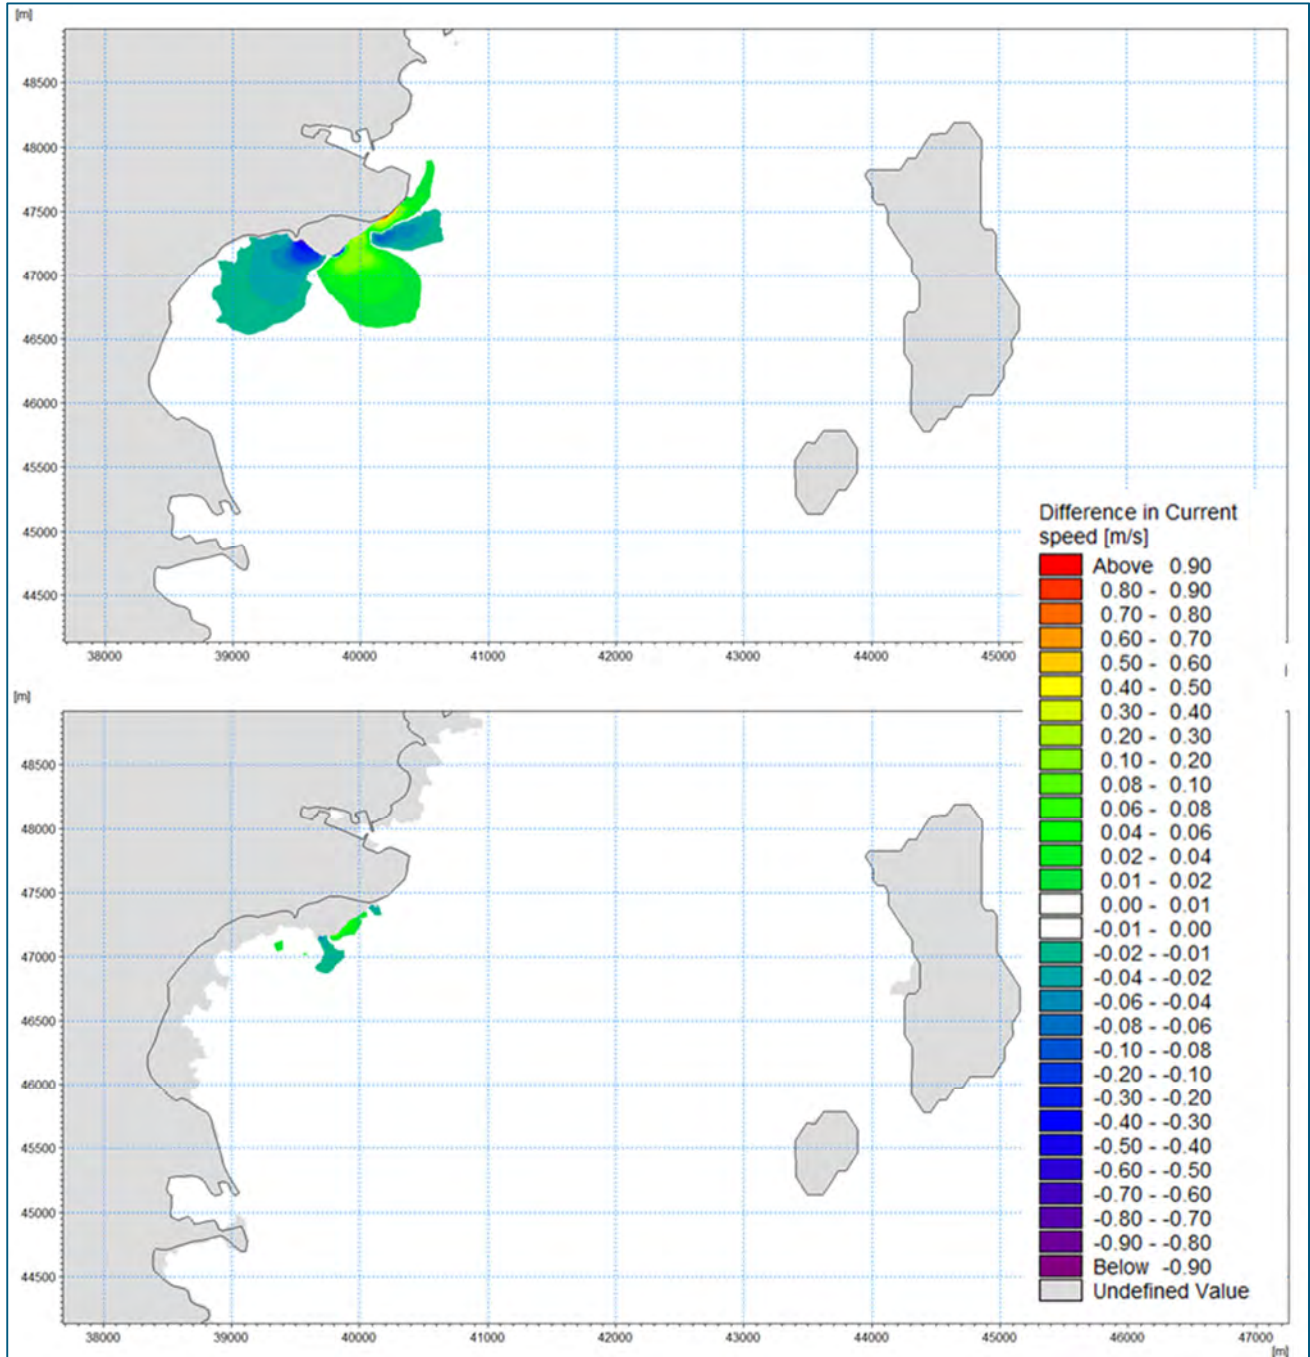 [m]
48500
48000
47500
47000
46500
46000
45500
45000
44500
38000 39000 40000 41000 42000 43000 44000 45000
Difference in Current
speed [m/s]
Above 0.90
0.80 - 0.90
0.70 - 0.80
0.60 - 0.70
0.50 - 0.60
0.40 - 0.50
0.30 - 0.40
0.20 - 0.30
0.10 - 0.20
0.08 - 0.10
0.06 - 0.08
0.04 - 0.06
0.02 - 0.04
0.01 - 0.02
0.00 - 0.01
-0.01 - 0.00
-0.02 - -0.01
-0.04 - -0.02
-0.06 - -0.04
-0.08 - -0.06
-0.10 - -0.08
-0.20 - -0.10
-0.30 - -0.20
-0.40 - -0.30
-0.50 - -0.40
-0.60 - -0.50
-0.70 - -0.60
-0.80 - -0.70
-0.90 - -0.80
Below -0.90
Undefined Value
[m]
48500
48000
47500
47000
46500
46000
45500
45000
44500
38000 39000 40000 41000 42000 43000 44000 45000 46000 47000
[m]